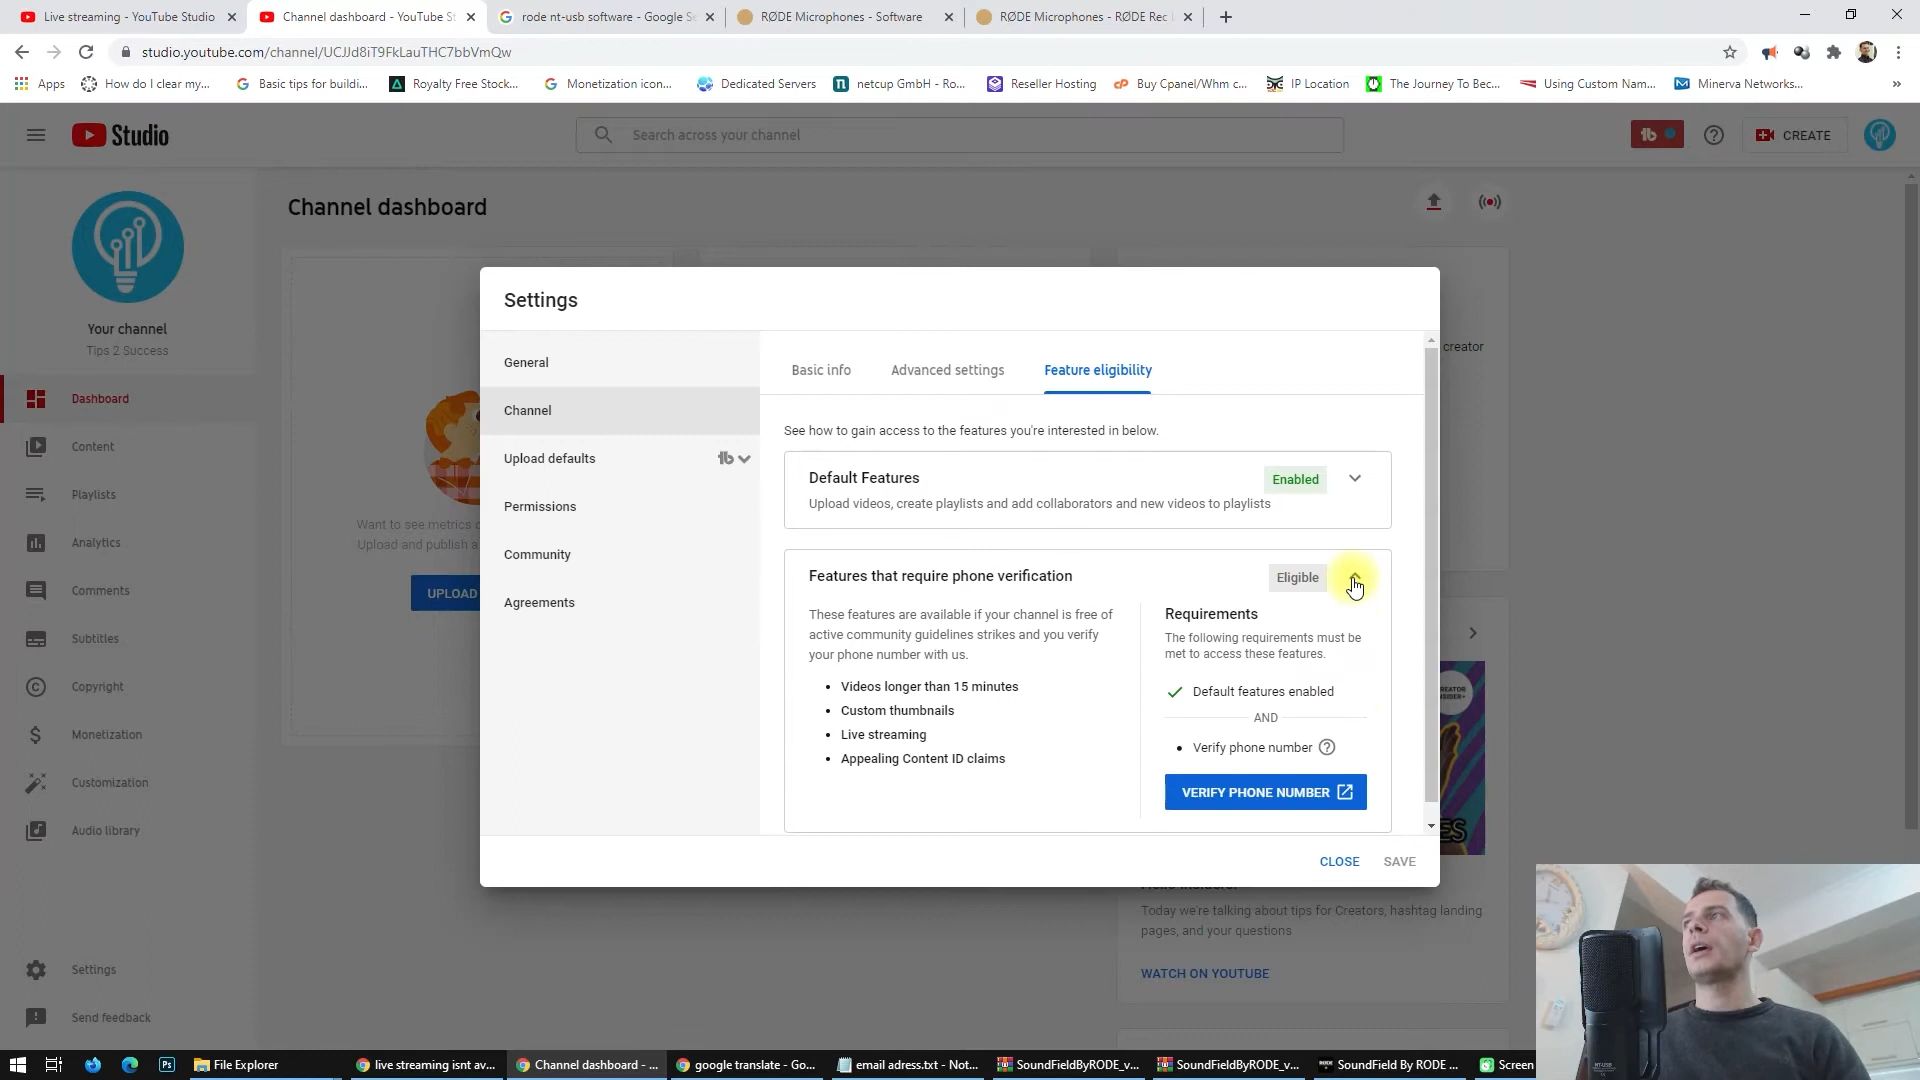 Live streaming - YouTube Studio
Channel dashboard - YouTube St
rode nt-usb software - Google Se
RØDE Microphones - Software
RØDE Microphones - RØDE Rec
studio.youtube.com/channel/UCJJd8iT9FkLauTHC7bbVmQw
Apps
How do I clear my...
Basic tips for buildi...
Royalty Free Stock...
Monetization icon...
Dedicated Servers
netcup GmbH - Ro...
Reseller Hosting
Buy Cpanel/Whm c...
IP Location
The Journey To Bec...
Using Custom Nam...
Minerva Networks...
Studio
Search across your channel
CREATE
Channel dashboard
Your channel
Tips 2 Success
Dashboard
Content
Playlists
Analytics
Comments
Subtitles
Copyright
Monetization
Customization
Audio library
Settings
Send feedback
Want to see metrics
Upload and publish a
UPLOAD
creator
Settings
General
Channel
Upload defaults
Permissions
Community
Agreements
Basic info
Advanced settings
Feature eligibility
See how to gain access to the features you're interested in below.
Default Features
Enabled
Upload videos, create playlists and add collaborators and new videos to playlists
Features that require phone verification
Eligible
These features are available if your channel is free of
active community guidelines strikes and you verify
your phone number with us.
• Videos longer than 15 minutes
• Custom thumbnails
• Live streaming
• Appealing Content ID claims
Requirements
The following requirements must be
met to access these features.
Default features enabled
AND
• Verify phone number
VERIFY PHONE NUMBER
CLOSE
SAVE
Today we're talking about tips for Creators, hashtag landing
pages, and your questions
WATCH ON YOUTUBE
File Explorer
live streaming isnt av...
Channel dashboard - ...
google translate - Go...
email adress.txt - Not...
SoundFieldByRODE_v...
SoundFieldByRODE_v...
SoundField By RODE ...
Screen